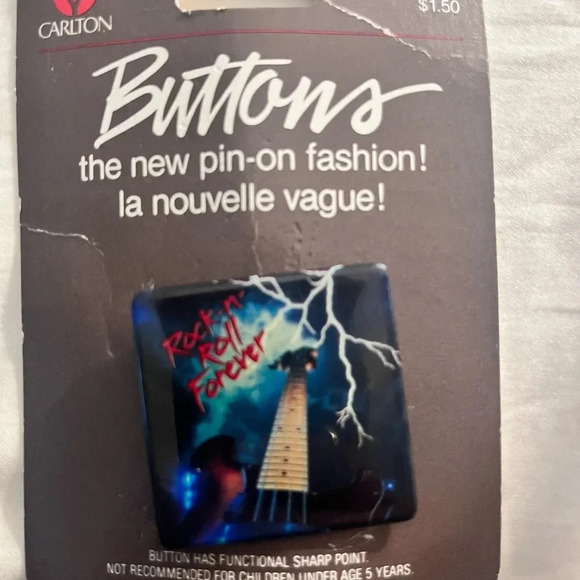 CARLTON
$1.50
Buttons
the new pin-on fashion!
la nouvelle vague!
Rock-n-
Roll
Forever
BUTTON HAS FUNCTIONAL SHARP POINT.
NOT RECOMMENDED FOR CHILDREN UNDER AGE 5 YEARS.